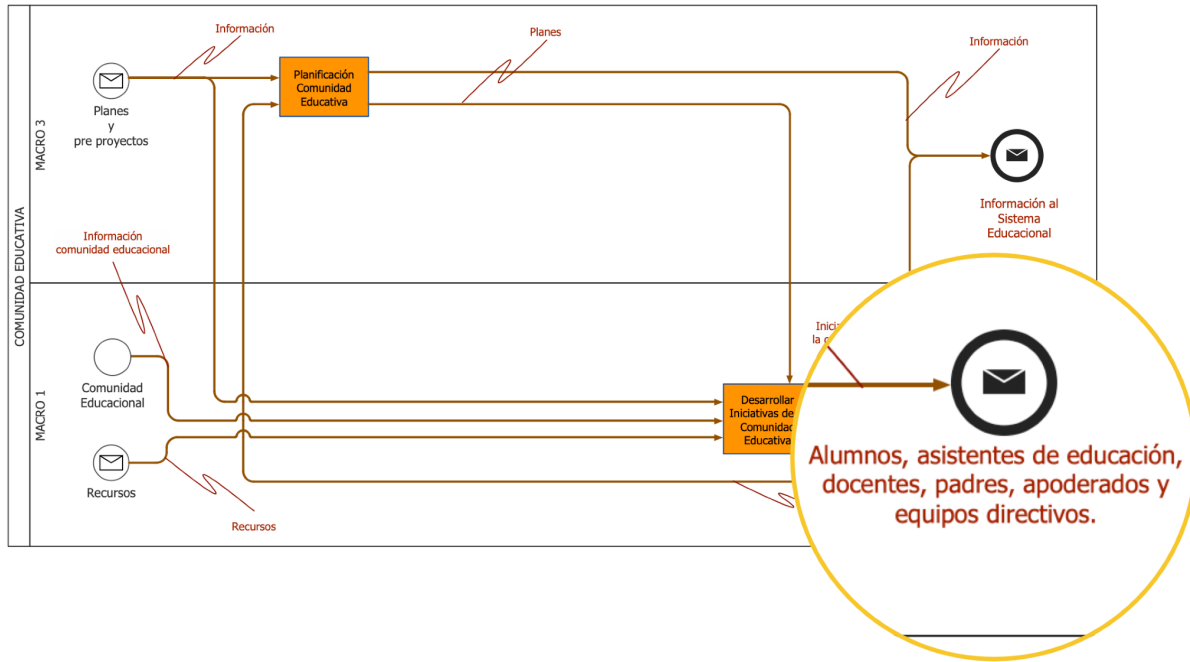 COMUNIDAD EDUCATIVA
MACRO 3
Información
Planes
Información
Planes
y
pre proyectos
Planificación
Comunidad
Educativa
Información al
Sistema
Educacional
MACRO 1
Información
comunidad educacional
Comunidad
Educacional
Recursos
Recursos
Desarrollar
Iniciativas de
Comunidad
Educativa
la
Alumnos, asistentes de educación,
docentes, padres, apoderados y
equipos directivos.